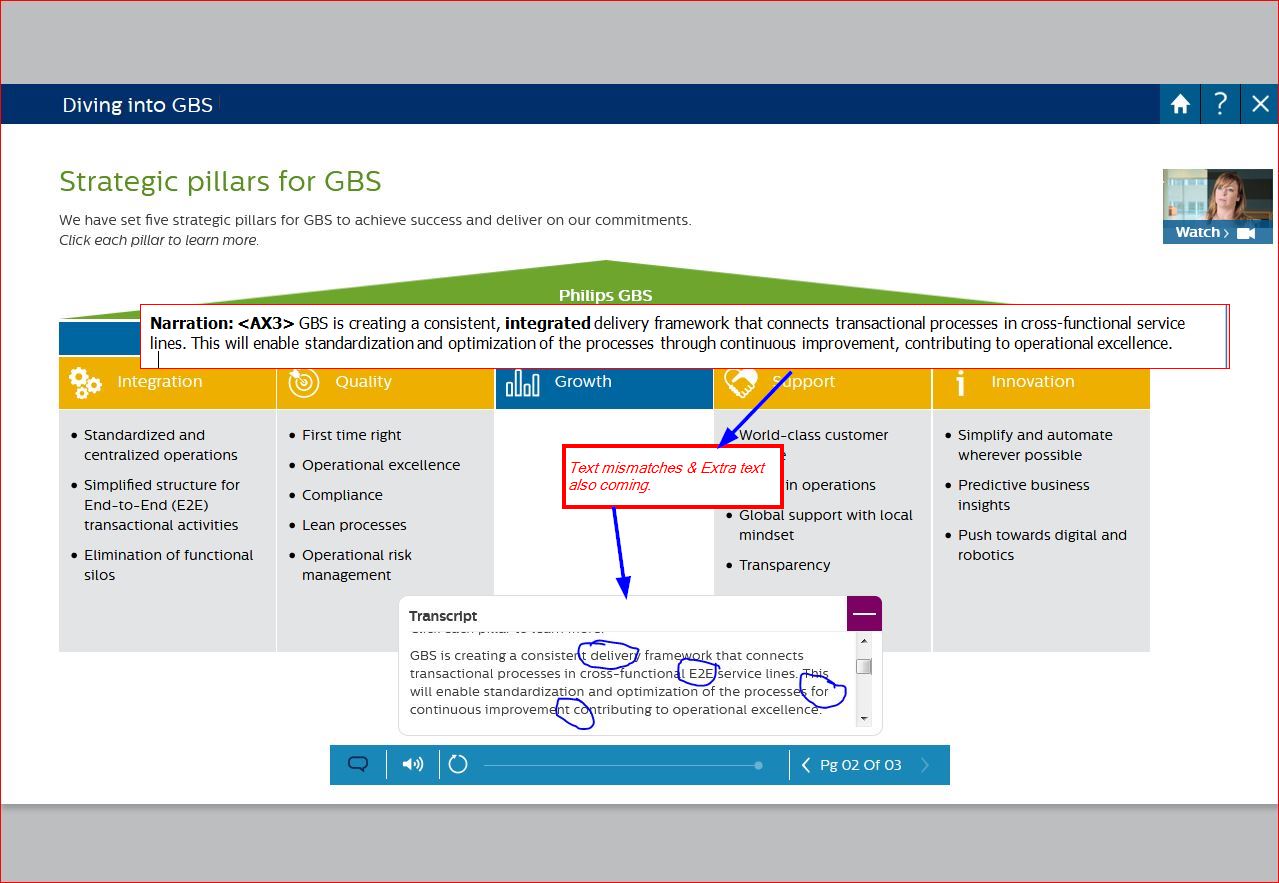 Diving into GBS
Strategic pillars for GBS
We have set five strategic pillars for GBS to achieve success and deliver on our commitments.
Click each pillar to learn more.
Watch ›
Philips GBS
Narration: <AX3> GBS is creating a consistent, integrated delivery framework that connects transactional processes in cross-functional service
lines. This will enable standardization and optimization of the processes through continuous improvement, contributing to operational excellence.
Integration
Quality
Growth
Support
Innovation
• Standardized and
centralized operations
• Simplified structure for
End-to-End (E2E)
transactional activities
• Elimination of functional
silos
• First time right
• Operational excellence
• Compliance
• Lean processes
• Operational risk
management
Text mismatches & Extra text
also coming.
World-class customer
in operations
• Global support with local
mindset
• Transparency
• Simplify and automate
wherever possible
• Predictive business
insights
• Push towards digital and
robotics
Transcript
Click each pillar to learn more.
GBS is creating a consistent delivery framework that connects
transactional processes in cross-functional E2E service lines. This
will enable standardization and optimization of the processes for
continuous improvement contributing to operational excellence.
Pg 02 Of 03